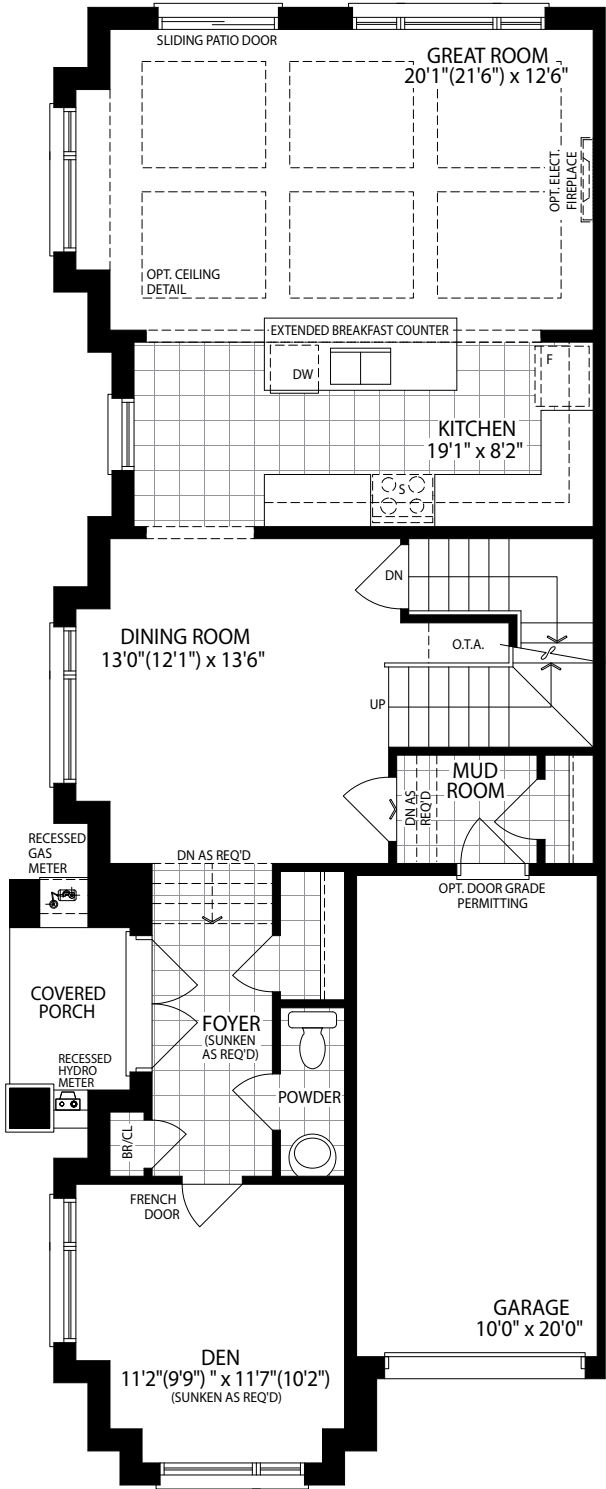 SLIDING PATIO DOOR
GREAT ROOM
20'1"(21'6") x 12'6"
OPT. ELECT.
FIREPLACE
OPT. CEILING
DETAIL
EXTENDED BREAKFAST COUNTER
DW
F
KITCHEN
19'1" x 8'2"
S
DN
DINING ROOM
13'0"(12'1") x 13'6"
O.T.A.
UP
MUD
ROOM
DN AS
REQ'D
RECESSED
GAS
METER
DN AS REQ'D
OPT. DOOR GRADE
PERMITTING
COVERED
PORCH
FOYER
(SUNKEN
AS REQ'D)
RECESSED
HYDRO
METER
POWDER
BR/CL
FRENCH
DOOR
GARAGE
10'0" x 20'0"
DEN
11'2"(9'9") " x 11'7"(10'2")
(SUNKEN AS REQ'D)